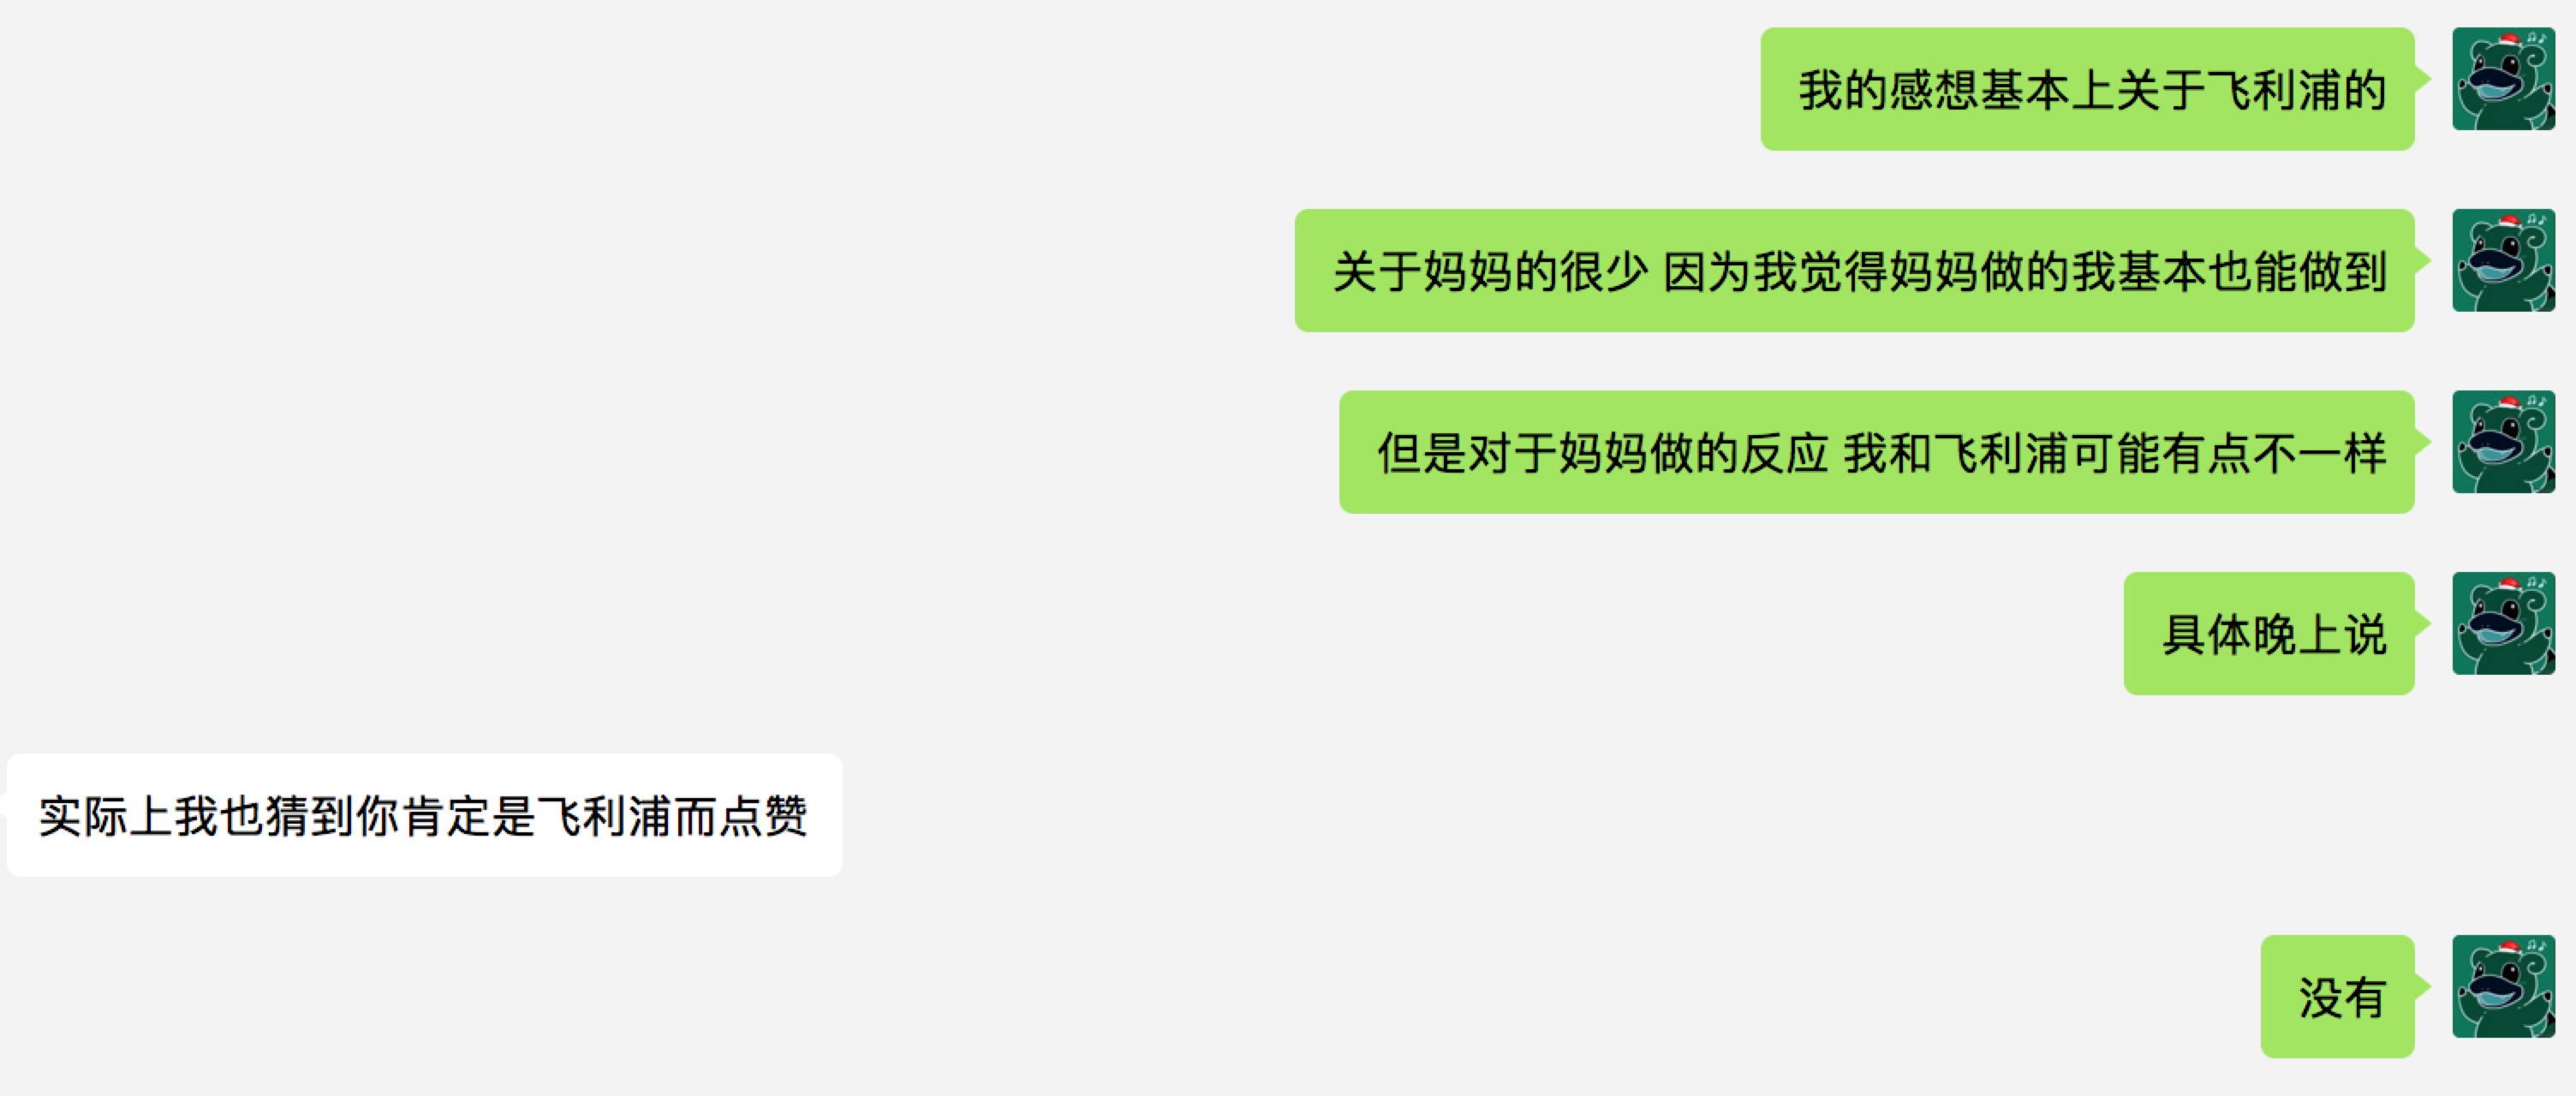 我的感想基本上关于飞利浦的
关于妈妈的很少 因为我觉得妈妈做的我基本也能做到
但是对于妈妈做的反应 我和飞利浦可能有点不一样
具体晚上说
实际上我也猜到你肯定是飞利浦而点赞
没有